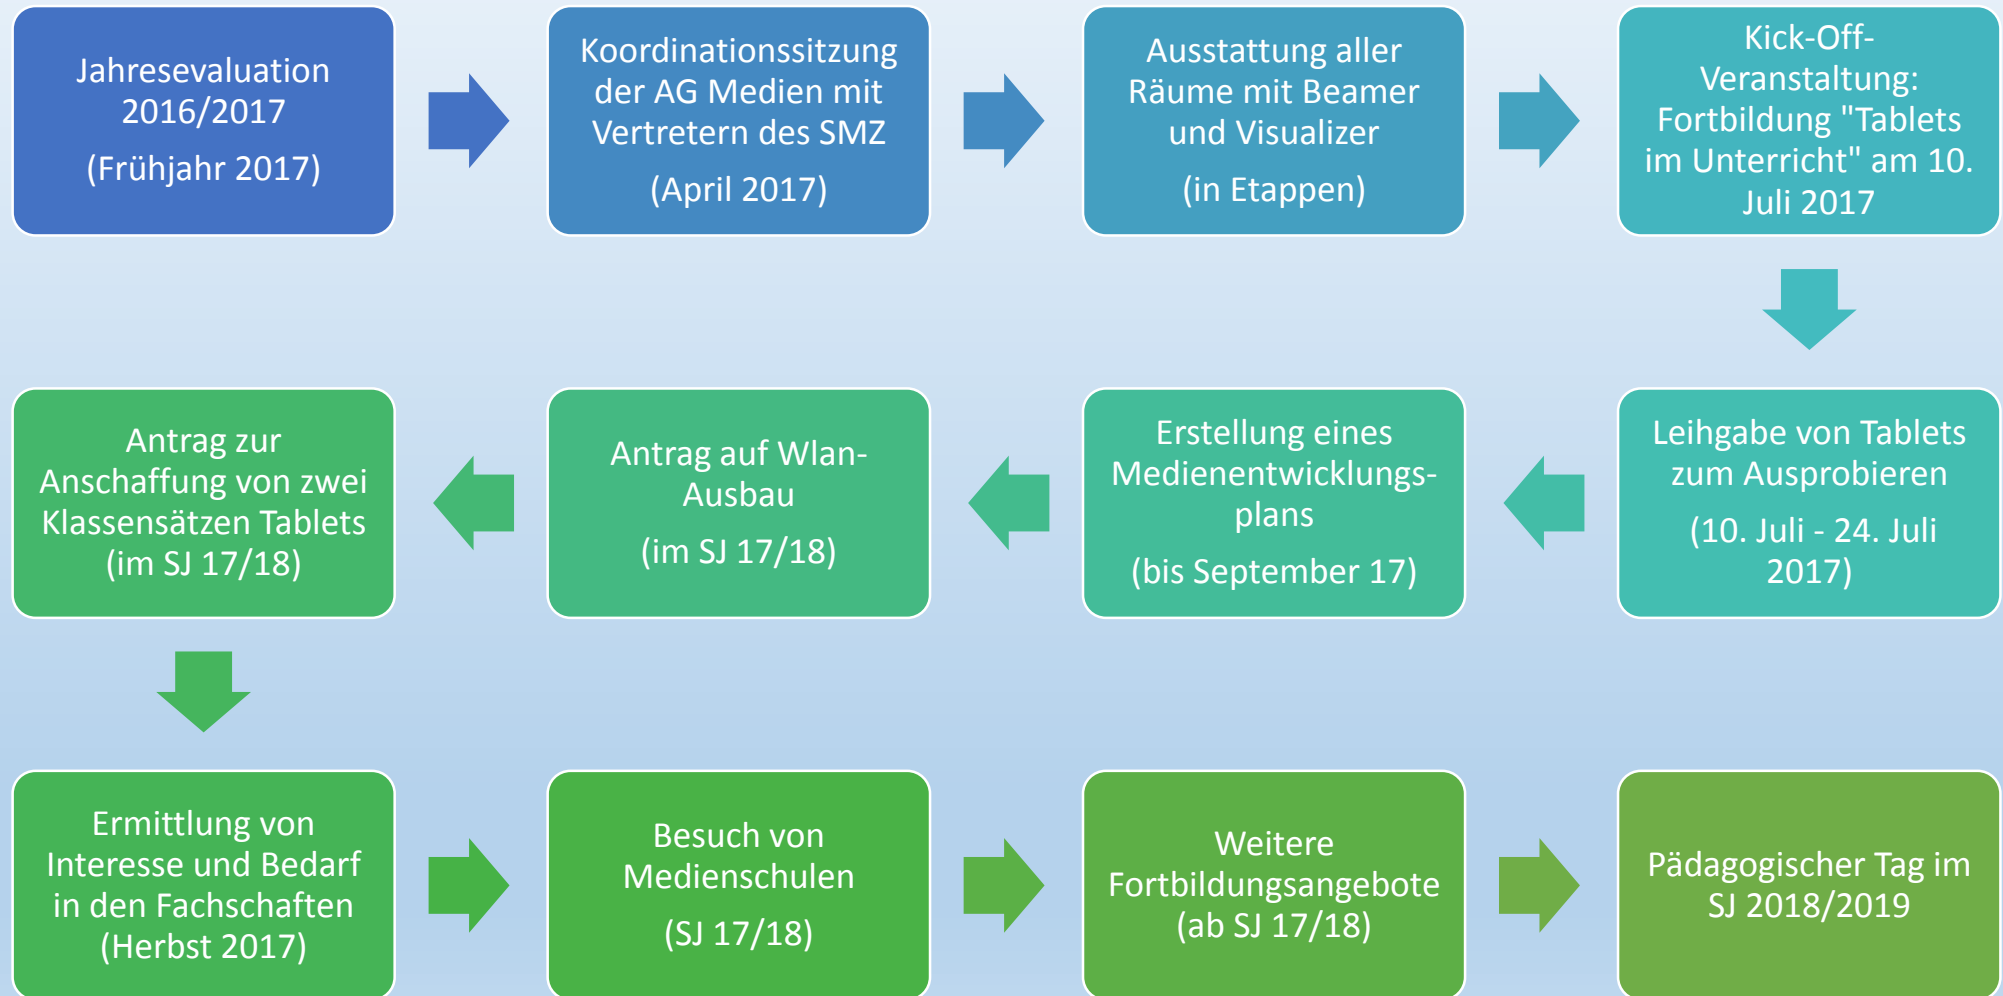 Jahresevaluation
2016/2017
(Frühjahr 2017)
Koordinationssitzung
der AG Medien mit
Vertretern des SMZ
(April 2017)
Ausstattung aller
Räume mit Beamer
und Visualizer
(in Etappen)
Kick-Off-
Veranstaltung:
Fortbildung "Tablets
im Unterricht" am 10.
Juli 2017
Leihgabe von Tablets
zum Ausprobieren
(10. Juli - 24. Juli
2017)
Erstellung eines
Medienentwicklungs-
plans
(bis September 17)
Antrag auf Wlan-
Ausbau
(im SJ 17/18)
Antrag zur
Anschaffung von zwei
Klassensätzen Tablets
(im SJ 17/18)
Ermittlung von
Interesse und Bedarf
in den Fachschaften
(Herbst 2017)
Besuch von
Medienschulen
(SJ 17/18)
Weitere
Fortbildungsangebote
(ab SJ 17/18)
Pädagogischer Tag im
SJ 2018/2019